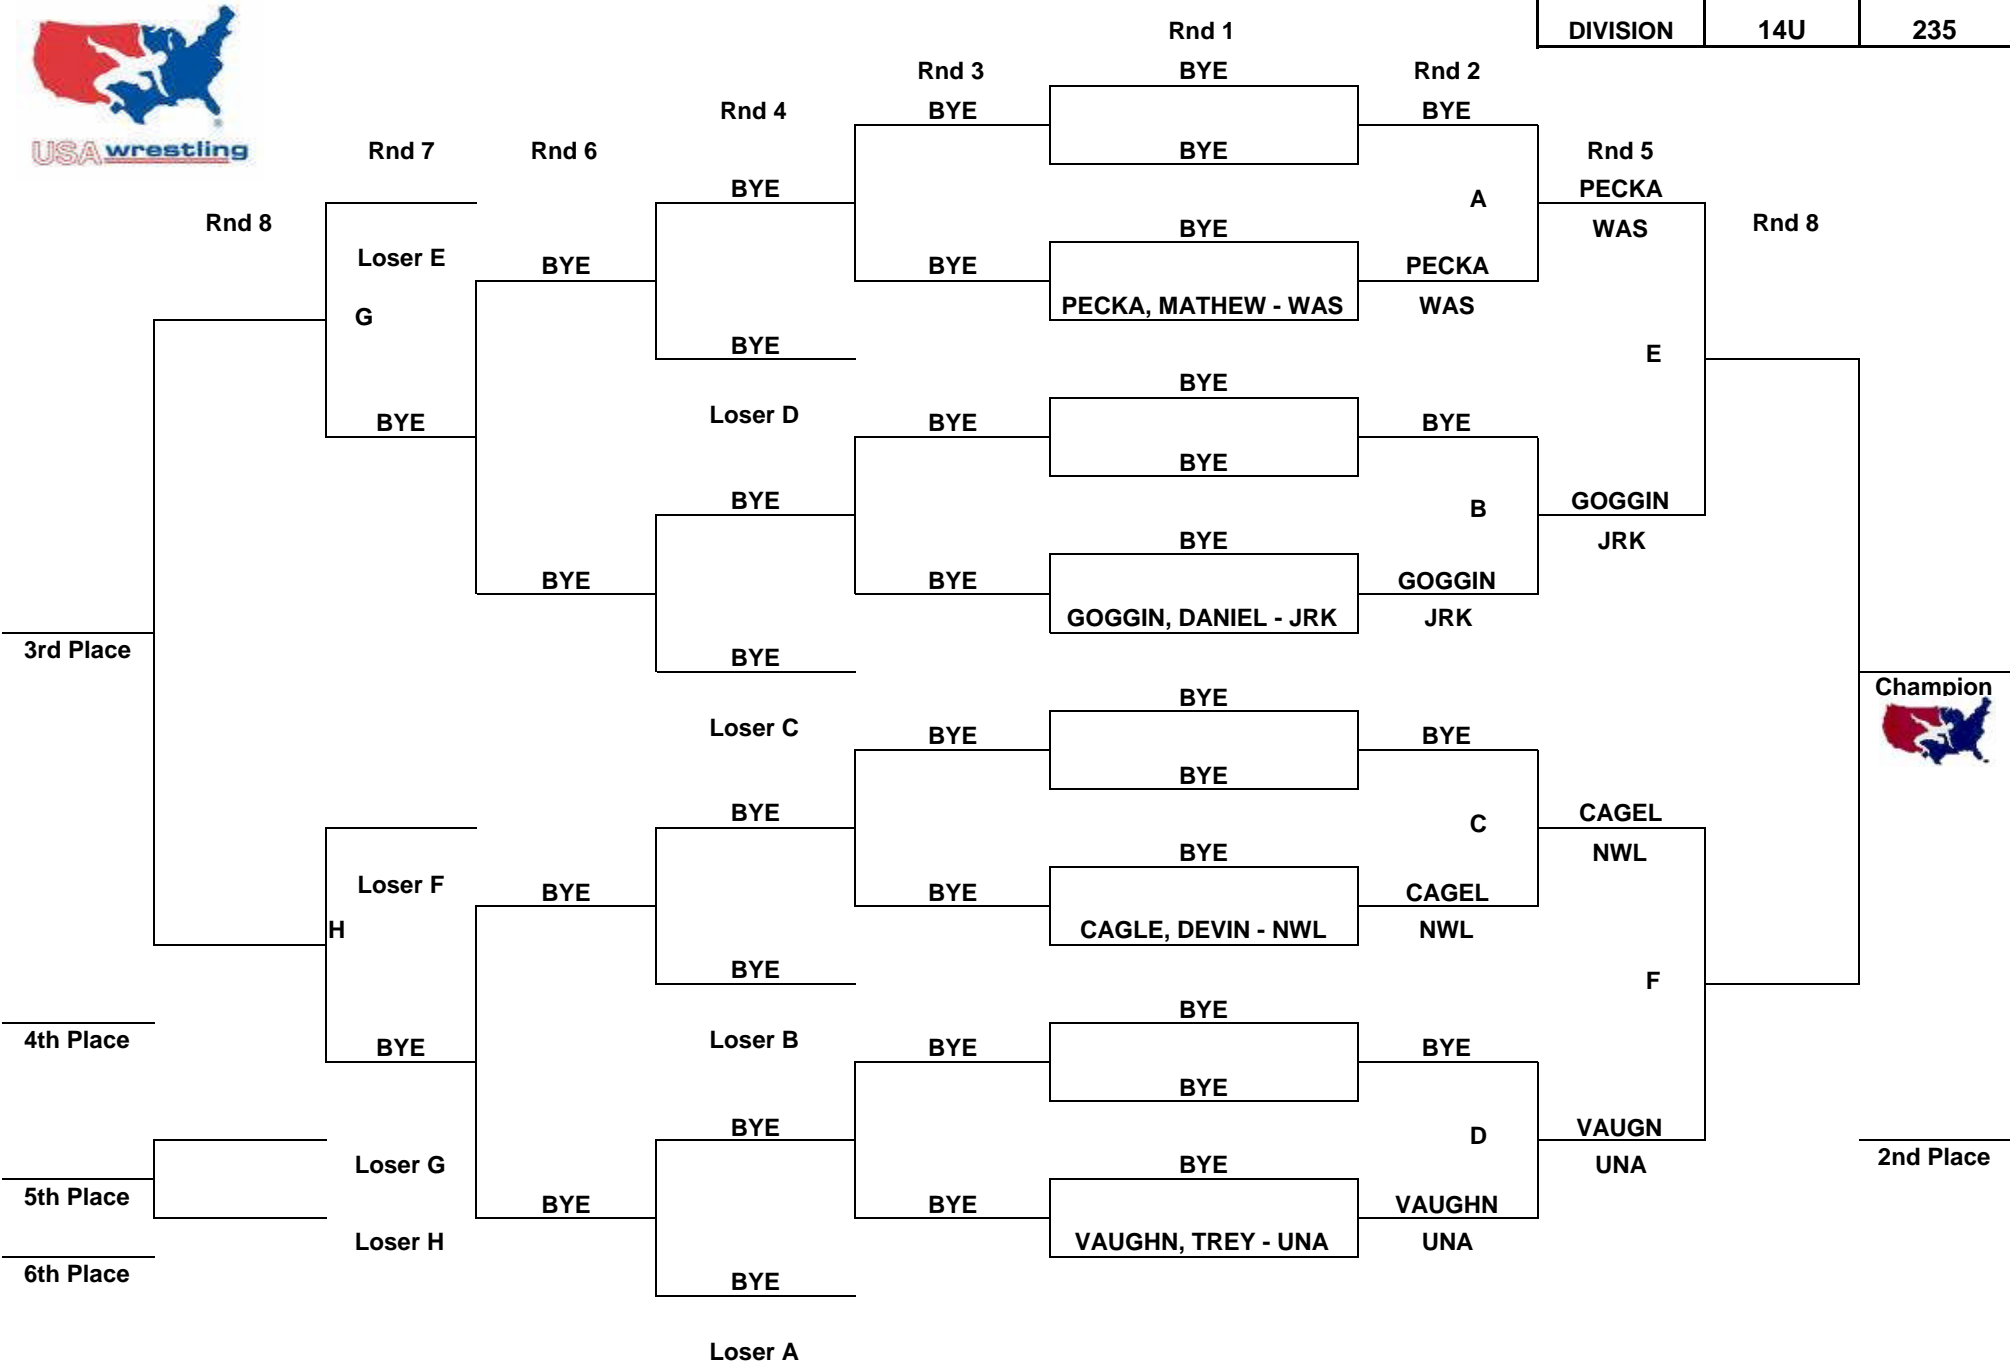 DIVISION 14U 235
Rnd 1
Rnd 3 BYE Rnd 2
Rnd 4 BYE BYE
USA wrestling Rnd 7 Rnd 6 BYE Rnd 5
BYE A PECKA
Rnd 8 BYE WAS Rnd 8
Loser E BYE BYE PECKA
G PECKA, MATHEW - WAS WAS
BYE E
BYE
BYE Loser D BYE BYE
BYE
BYE B GOGGIN
BYE JRK
BYE BYE GOGGIN
GOGGIN, DANIEL - JRK JRK
3rd Place BYE
BYE Champion
Loser C BYE BYE
BYE
BYE C CAGEL
BYE NWL
Loser F BYE BYE CAGEL
H CAGLE, DEVIN - NWL NWL
BYE F
BYE
4th Place BYE Loser B BYE BYE
BYE
BYE D VAUGN
Loser G BYE UNA 2nd Place
5th Place BYE BYE VAUGHN
Loser H VAUGHN, TREY - UNA UNA
6th Place BYE
Loser A